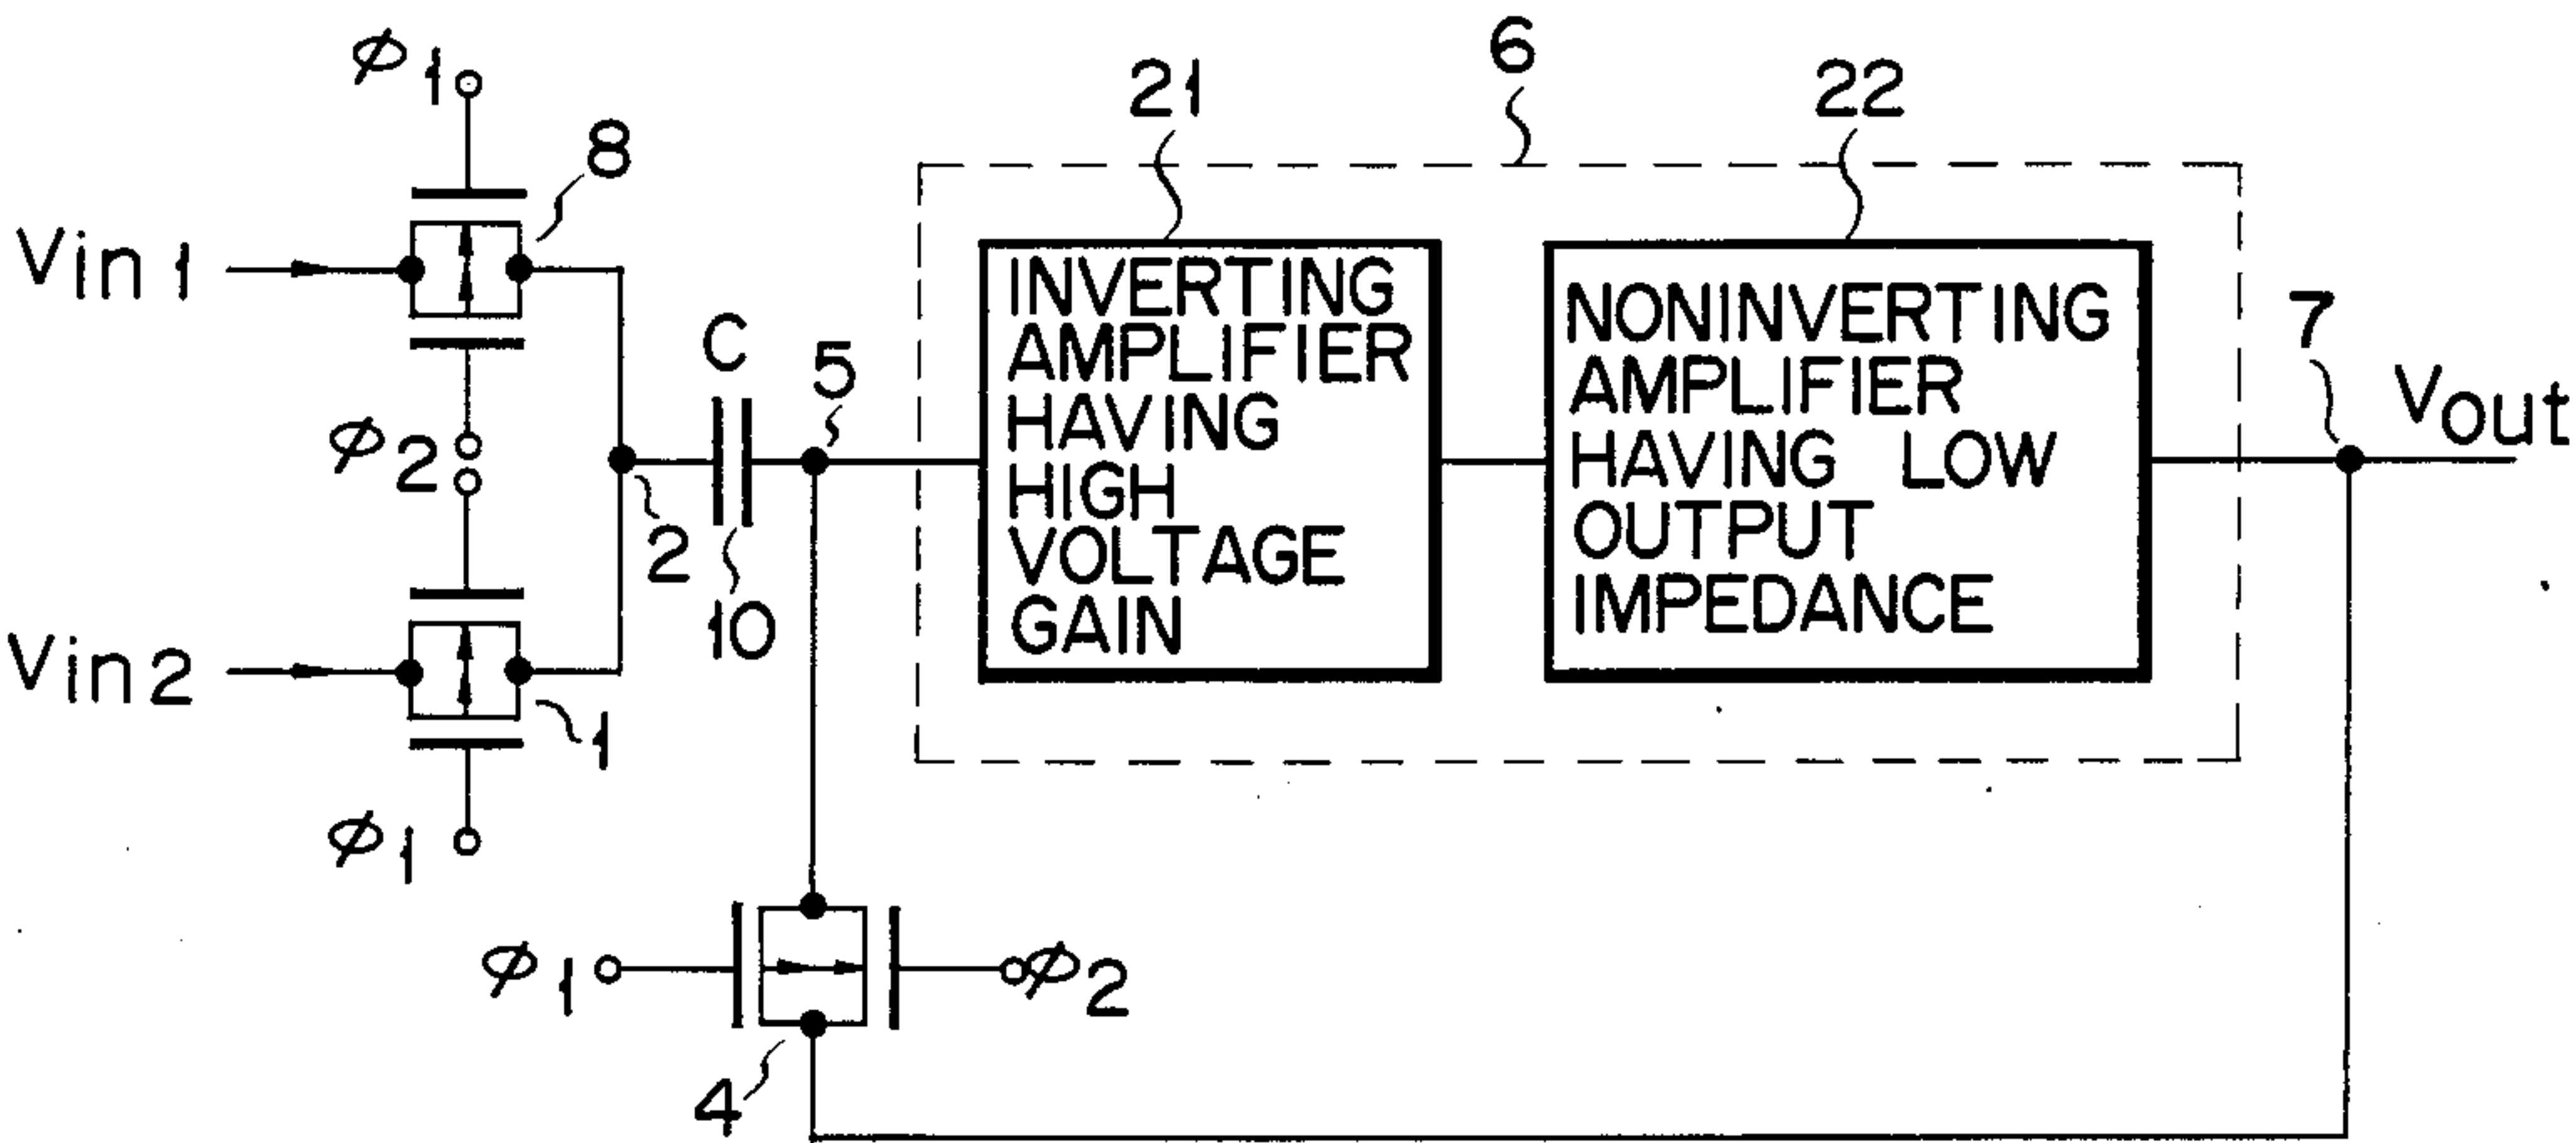 φ1
8
Vin1
φ2
Vin2
1
φ1
2
C
10
5
6
21
INVERTING
AMPLIFIER
HAVING
HIGH
VOLTAGE
GAIN
22
NONINVERTING
AMPLIFIER
HAVING LOW
OUTPUT
IMPEDANCE
7
Vout
φ1
φ2
4